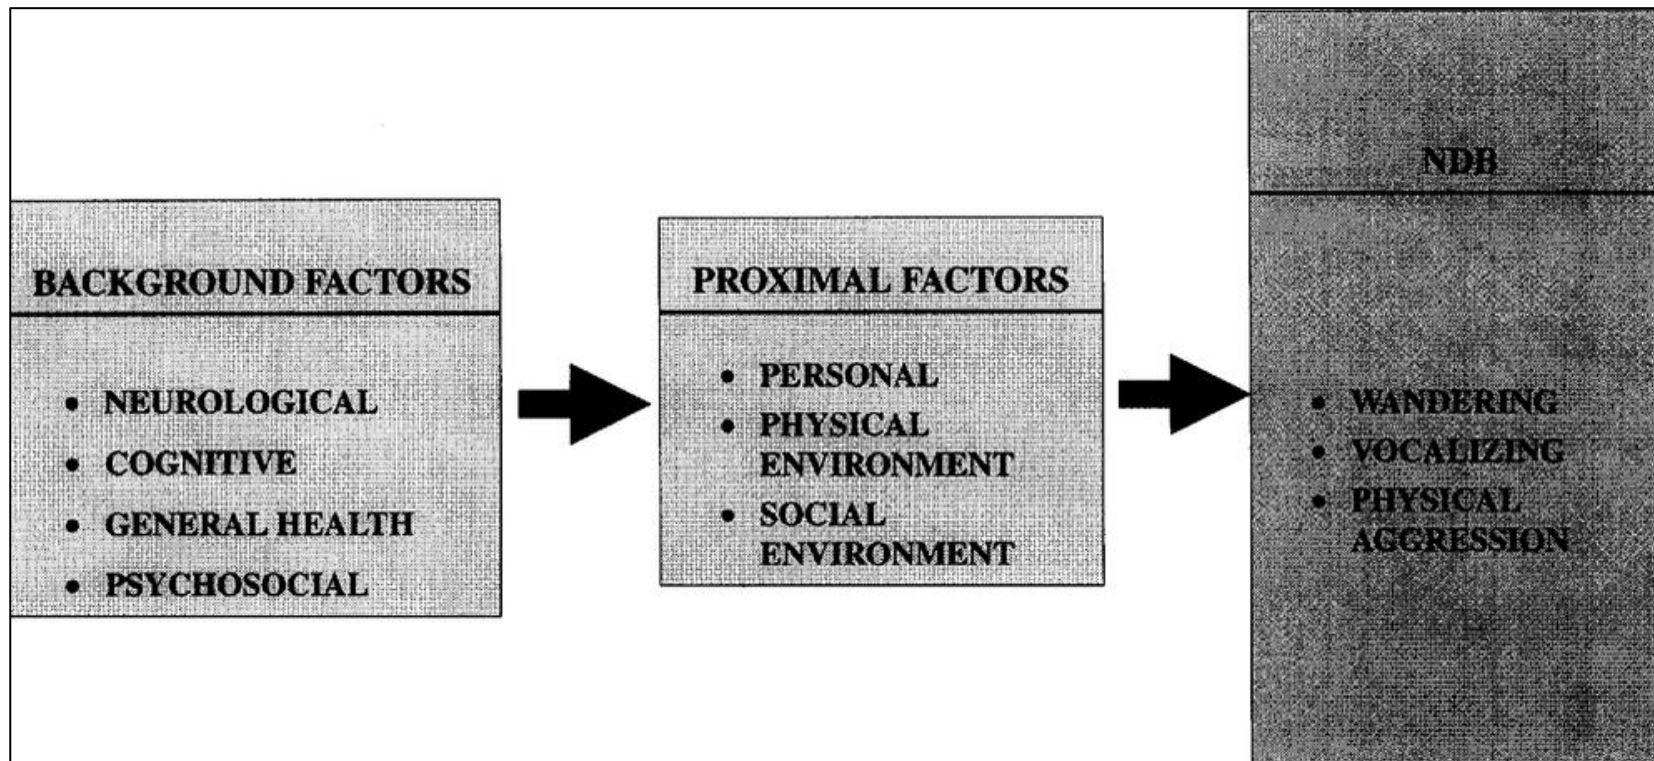 BACKGROUND FACTORS
• NEUROLOGICAL
• COGNITIVE
• GENERAL HEALTH
• PSYCHOSOCIAL
PROXIMAL FACTORS
• PERSONAL
• PHYSICAL
ENVIRONMENT
• SOCIAL
ENVIRONMENT
NDB
• WANDERING
• VOCALIZING
• PHYSICAL
AGGRESSION